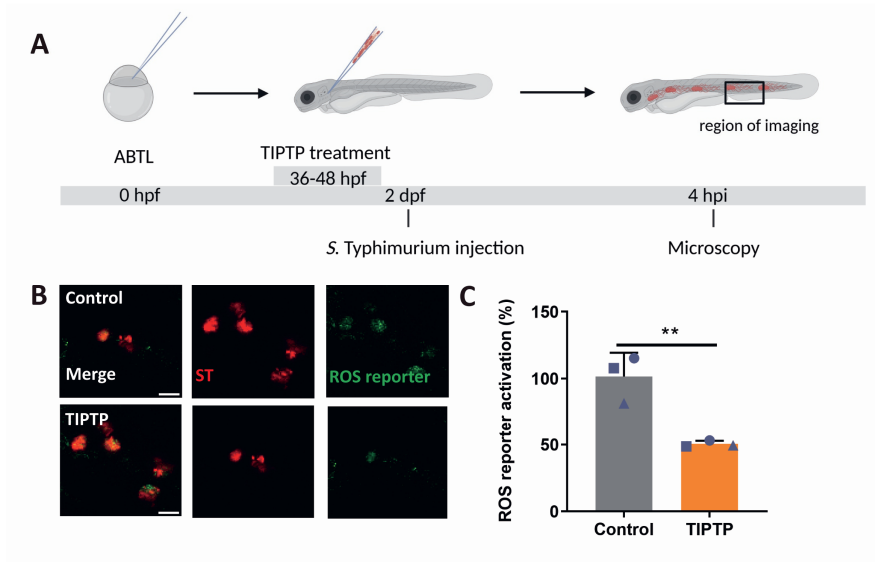 A
region of imaging
ABTL
TIPTP treatment
36-48 hpf
0 hpf
2 dpf
4 hpi
S. Typhimurium injection
Microscopy
B
Control
Merge
ST
ROS reporter
TIPTP
C
ROS reporter activation (%)
150
**
100
50
0
Control
TIPTP